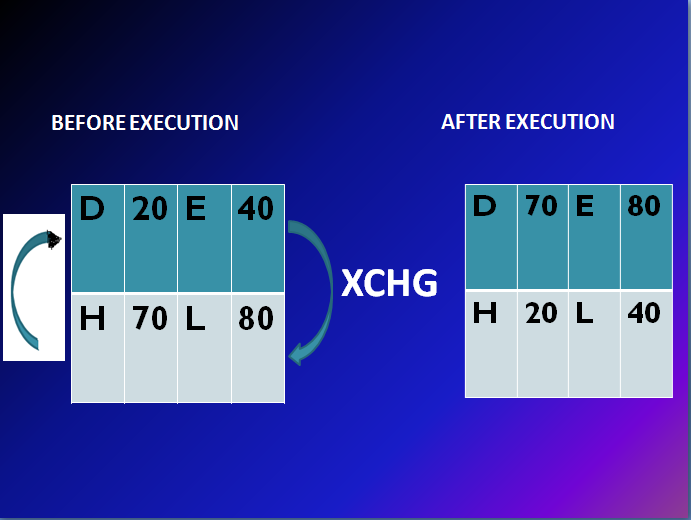 BEFORE EXECUTION
AFTER EXECUTION
D 20 E 40
H 70 L 80
XCHG
D 70 E 80
H 20 L 40